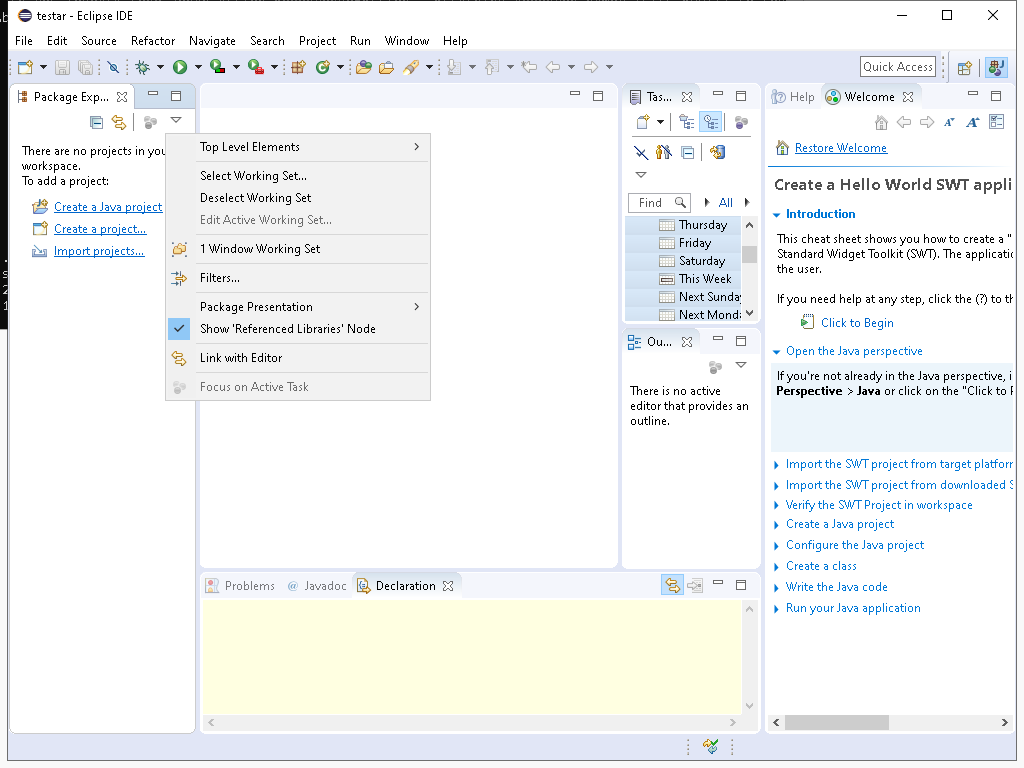 testar - Eclipse IDE
File Edit Source Refactor Navigate Search Project Run Window Help
Quick Access
Package Exp...
There are no projects in you
workspace.
To add a project:
Create a Java project
Create a project...
Import projects...
Top Level Elements
Select Working Set...
Deselect Working Set
Edit Active Working Set...
1 Window Working Set
Filters...
Package Presentation
Show 'Referenced Libraries' Node
Link with Editor
Focus on Active Task
Tas...
Find
All
Thursday
Friday
Saturday
This Week
Next Sunday
Next Mond
Ou...
There is no active
editor that provides an
outline.
Help
Welcome
Restore Welcome
Create a Hello World SWT appli
Introduction
This cheat sheet shows you how to create a "
Standard Widget Toolkit (SWT). The applicati
the user.
If you need help at any step, click the (?) to th
Click to Begin
Open the Java perspective
If you're not already in the Java perspective, i
Perspective > Java or click on the "Click to P
Import the SWT project from target platforr
Import the SWT project from downloaded S
Verify the SWT Project in workspace
Create a Java project
Configure the Java project
Create a class
Write the Java code
Run your Java application
Problems
@ Javadoc
Declaration